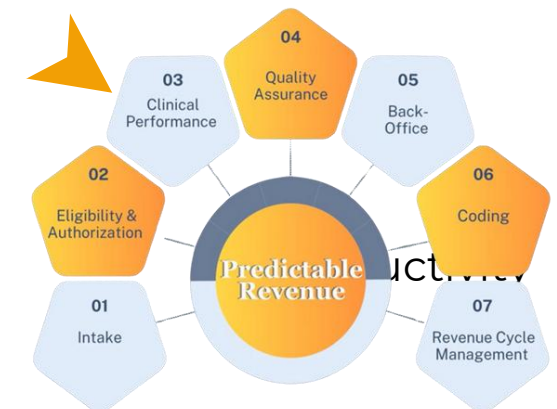 01
Intake
02
Eligibility &
Authorization
03
Clinical
Performance
04
Quality
Assurance
05
Back-
Office
06
Coding
07
Revenue Cycle
Management
Predictable
Revenue